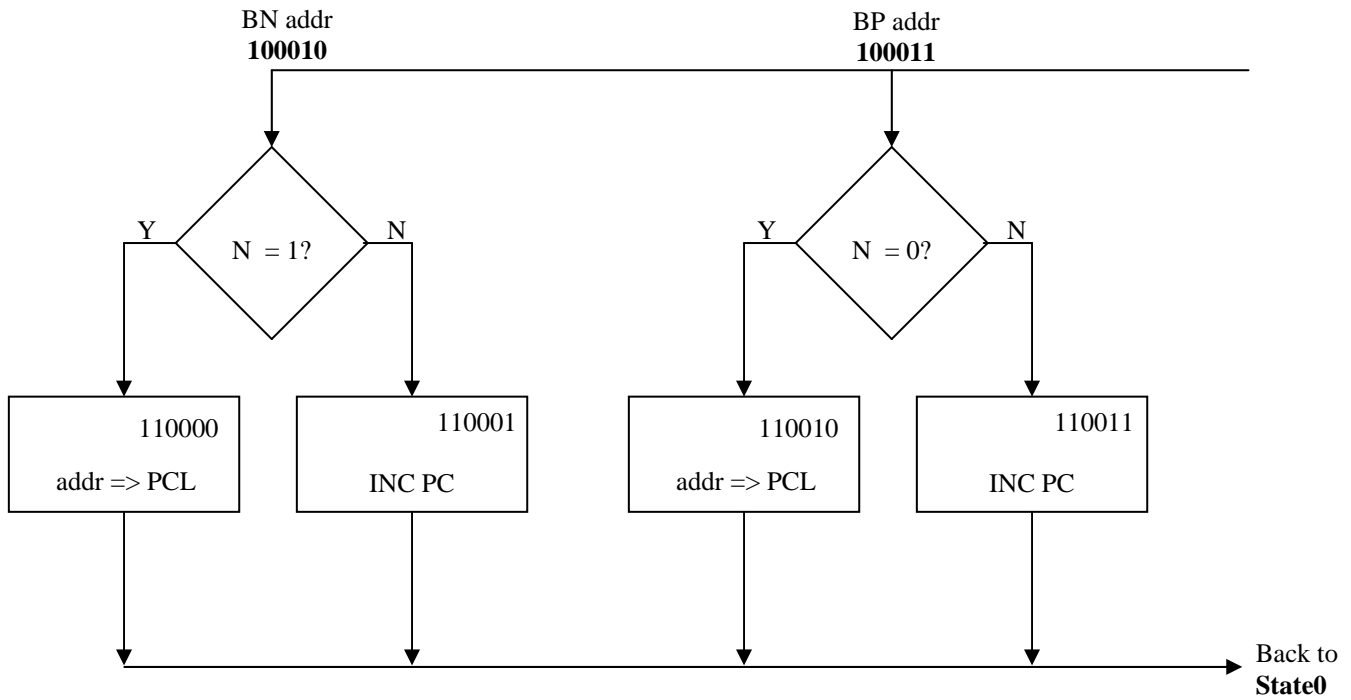 BN addr
100010
BP addr
100011
Y
N = 1?
N
Y
N = 0?
N
110000
addr => PCL
110001
INC PC
110010
addr => PCL
110011
INC PC
Back to
State0